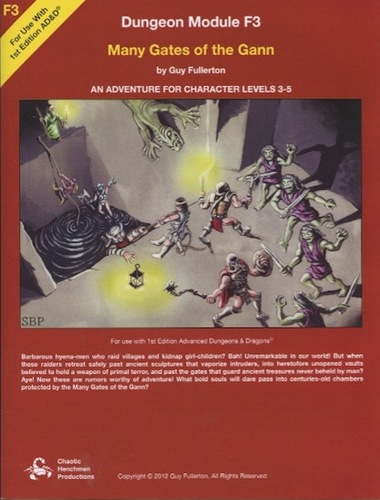 F3
For Use With
1st Edition AD&D®
Dungeon Module F3
Many Gates of the Gann
by Guy Fullerton
AN ADVENTURE FOR CHARACTER LEVELS 3-5
SBP
For use with 1st Edition Advanced Dungeons & Dragons®
Barbarous hyena-men who raid villages and kidnap girl-children? Bah! Unremarkable in our world! But when
these raiders retreat safely past ancient sculptures that vaporize intruders, into heretofore unopened vaults
believed to hold a weapon of primal terror, and past the gates that guard ancient treasures never beheld by man?
Aye! Now these are rumors worthy of adventure! What bold souls will dare pass into centuries-old chambers
protected by the Many Gates of the Gann?
Chaotic
Henchmen
Productions
Copyright © 2012 Guy Fullerton, All Rights Reserved